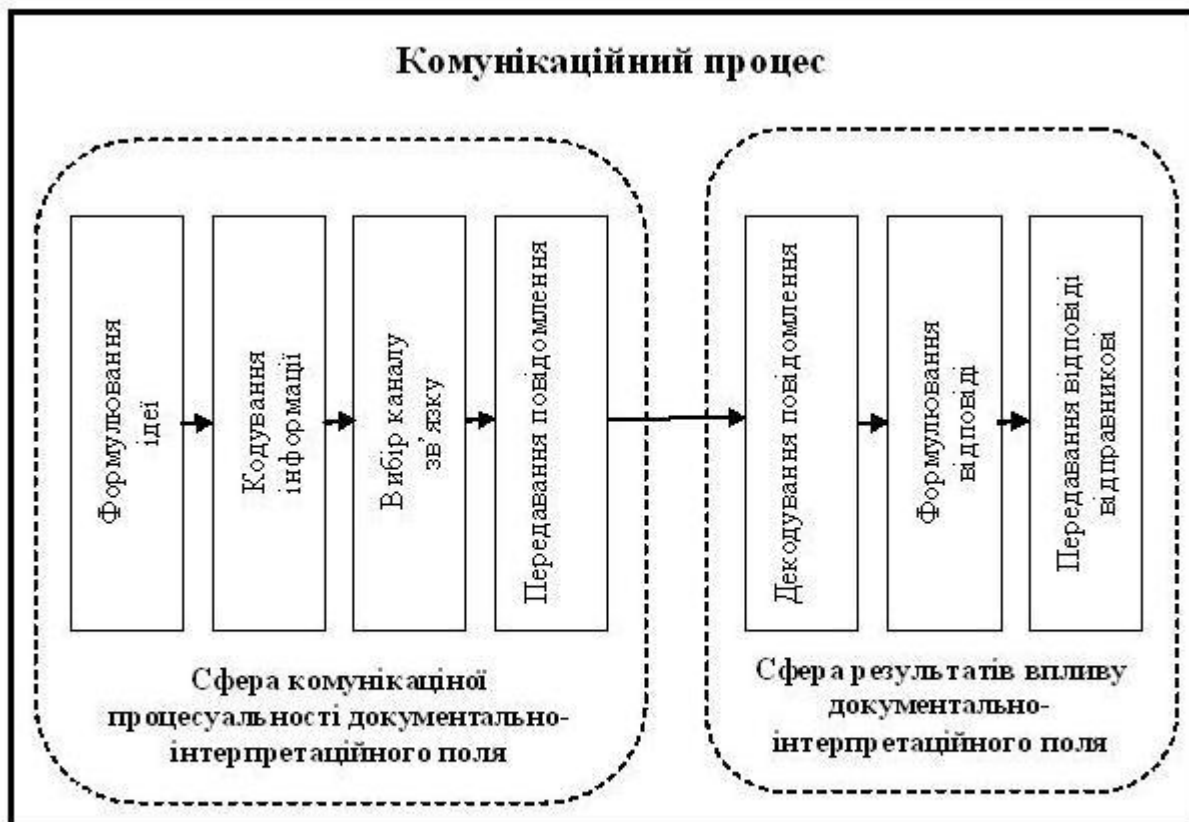 Комунікаційний процес
Формулювання
ідеї
Кодування
інформації
Вибір каналу
зв'язку
Передавання повідомлення
Декодування повідомлення
Формулювання
відповіді
Передавання відповіді
відправникові
Сфера комунікаціної
процесуальності документально-
інтерпретаційного поля
Сфера результатів впливу
документально-
інтерпретаційного поля